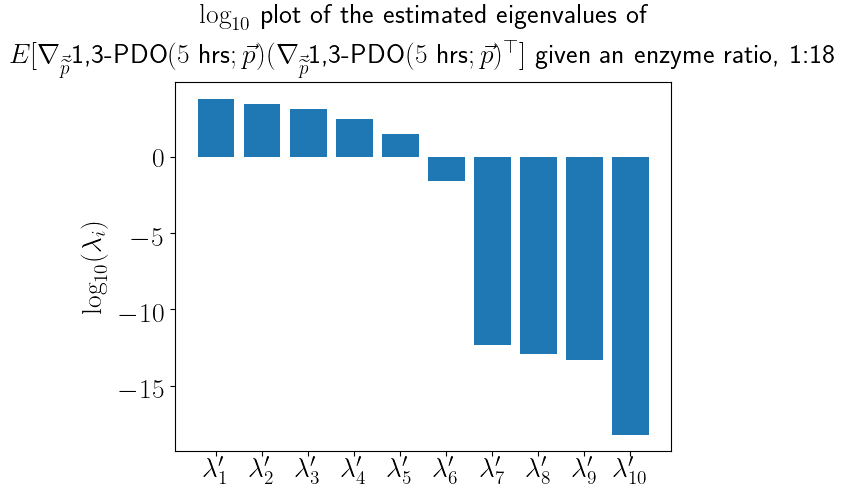 log₁₀ plot of the estimated eigenvalues of
E[∇_p̃⃗ 1,3-PDO(5 hrs; p⃗)(∇_p̃⃗ 1,3-PDO(5 hrs; p⃗)^⊤] given an enzyme ratio, 1:18
log₁₀(λᵢ)
0
−5
−10
−15
λ′₁ λ′₂ λ′₃ λ′₄ λ′₅ λ′₆ λ′₇ λ′₈ λ′₉ λ′₁₀